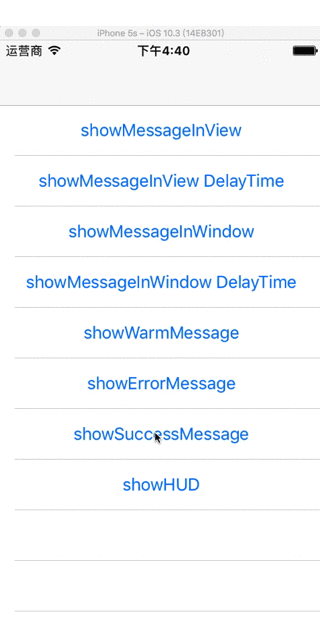 iPhone 5s – iOS 10.3 (14E8301)
运营商 下午4:40
showMessageInView
showMessageInView DelayTime
showMessageInWindow
showMessageInWindow DelayTime
showWarmMessage
showErrorMessage
showSuccessMessage
showHUD